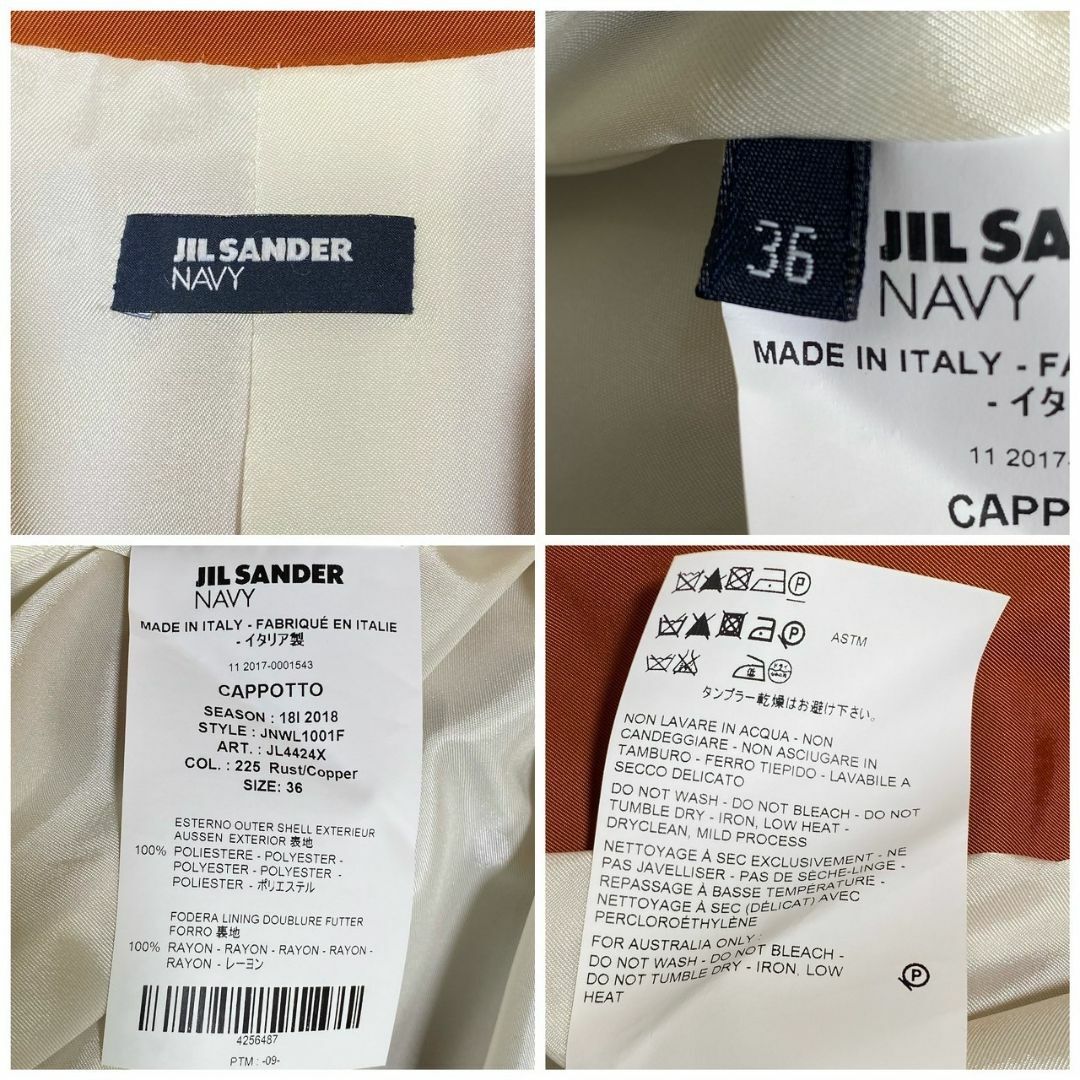 JIL SANDER
NAVY
36
JIL SA
NAVY
MADE IN ITALY - FA
- イタ
11 2017-
CAPP
JIL SANDER
NAVY
MADE IN ITALY - FABRIQUÉ EN ITALIE
- イタリア製
11 2017-0001543
CAPPOTTO
SEASON : 18I 2018
STYLE : JNWL1001F
ART. : JL4424X
COL. : 225 Rust/Copper
SIZE: 36
ESTERNO OUTER SHELL EXTERIEUR
AUSSEN EXTERIOR 表地
100% POLIESTERE - POLYESTER -
POLYESTER - POLYESTER -
POLIESTER - ポリエステル
FODERA LINING DOUBLURE FUTTER
FORRO 裏地
100% RAYON - RAYON - RAYON - RAYON -
RAYON - レーヨン
4256487
PTM : -09-
P
P
ASTM
低
タンブラー乾燥はお避け下さい。
NON LAVARE IN ACQUA - NON
CANDEGGIARE - NON ASCIUGARE IN
TAMBURO - FERRO TIEPIDO - LAVABILE A
SECCO DELICATO
DO NOT WASH - DO NOT BLEACH - DO NOT
TUMBLE DRY - IRON, LOW HEAT -
DRYCLEAN, MILD PROCESS
NETTOYAGE À SEC EXCLUSIVEMENT - NE
PAS JAVELLISER - PAS DE SÈCHE-LINGE -
REPASSAGE À BASSE TEMPÉRATURE -
NETTOYAGE À SEC (DÉLICAT) AVEC
PERCLOROÉTHYLÈNE
FOR AUSTRALIA ONLY :
DO NOT WASH - DO NOT BLEACH -
DO NOT TUMBLE DRY - IRON, LOW
HEAT
P